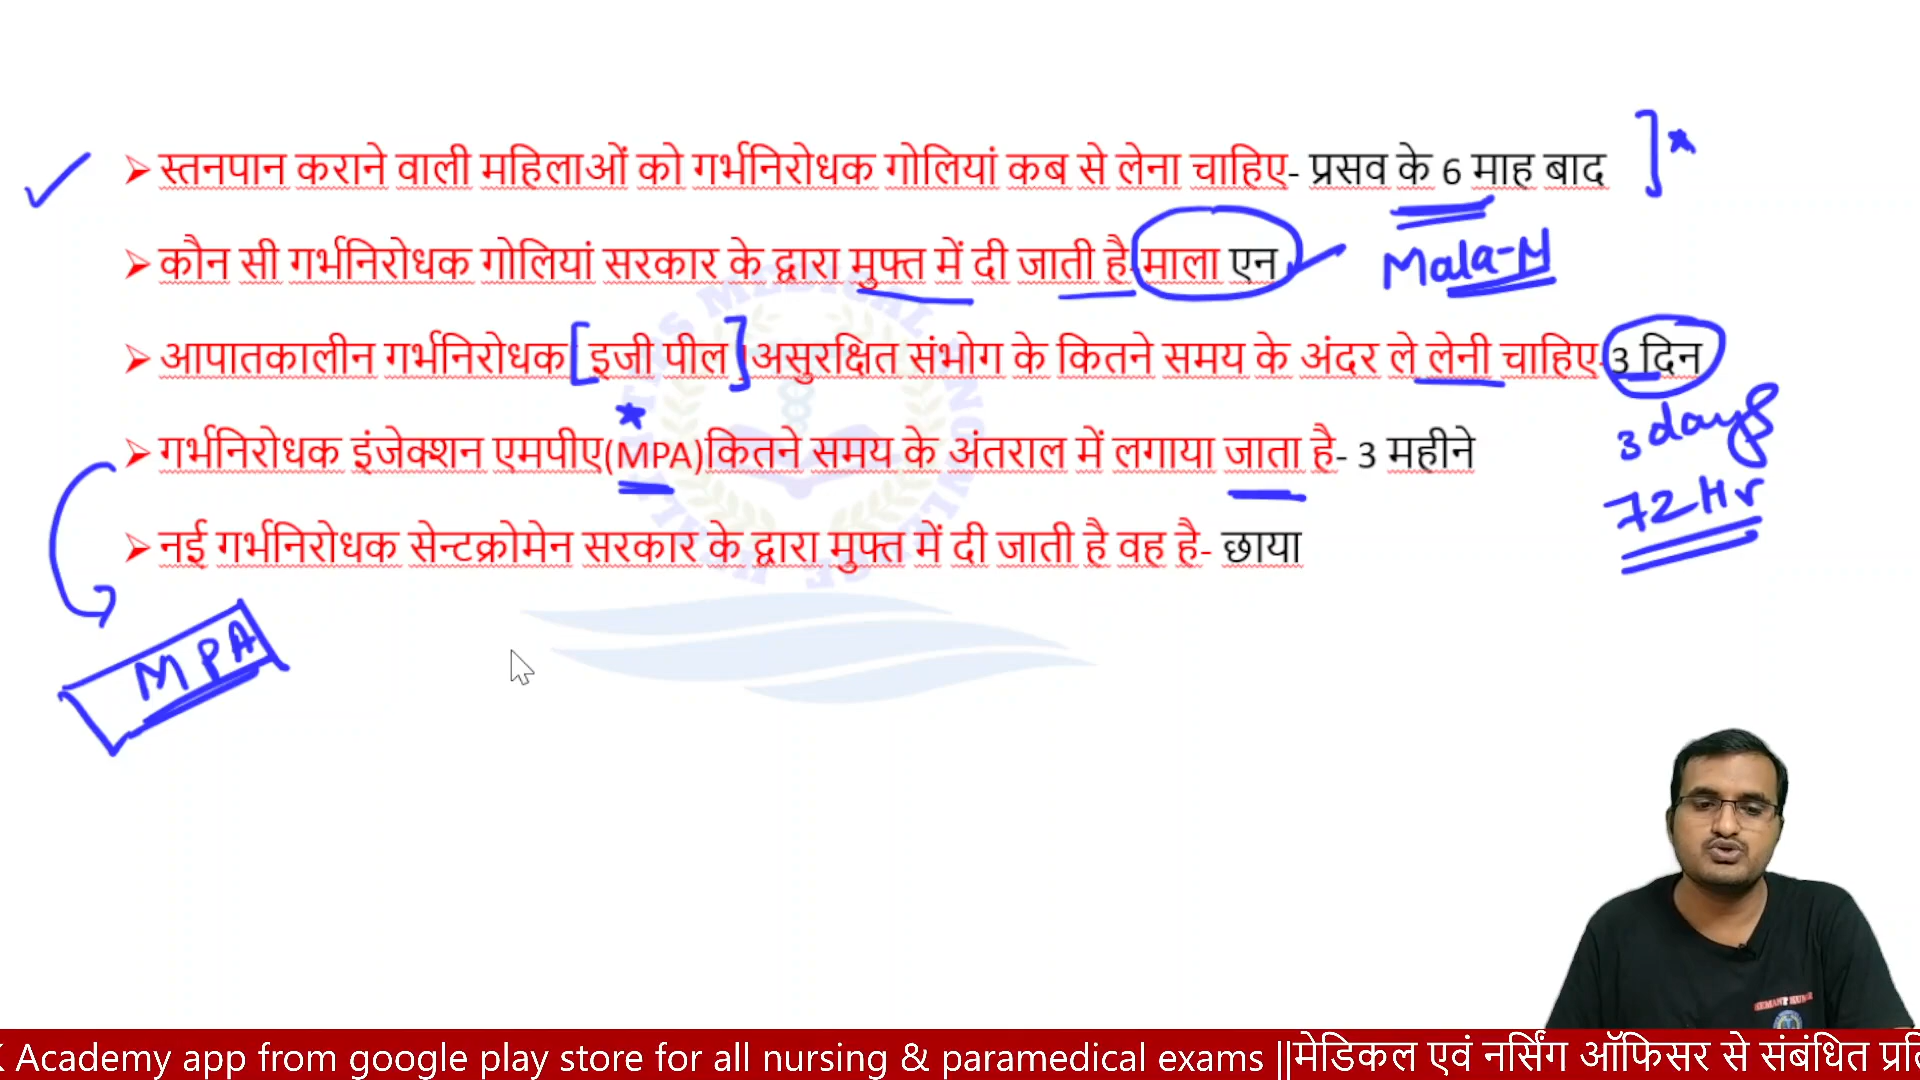 ➢ स्तनपान कराने वाली महिलाओं को गर्भनिरोधक गोलियां कब से लेना चाहिए- प्रसव के 6 माह बाद
➢ कौन सी गर्भनिरोधक गोलियां सरकार के द्वारा मुफ्त में दी जाती है- माला एन
Mala-N
➢ आपातकालीन गर्भनिरोधक [इजी पील] असुरक्षित संभोग के कितने समय के अंदर ले लेनी चाहिए- 3 दिन
3 days
72 Hr
➢ गर्भनिरोधक इंजेक्शन एमपीए(MPA)कितने समय के अंतराल में लगाया जाता है- 3 महीने
➢ नई गर्भनिरोधक सेन्टक्रोमेन सरकार के द्वारा मुफ्त में दी जाती है वह है- छाया
MPA
Academy app from google play store for all nursing & paramedical exams ||मेडिकल एवं नर्सिंग ऑफिसर से संबंधित